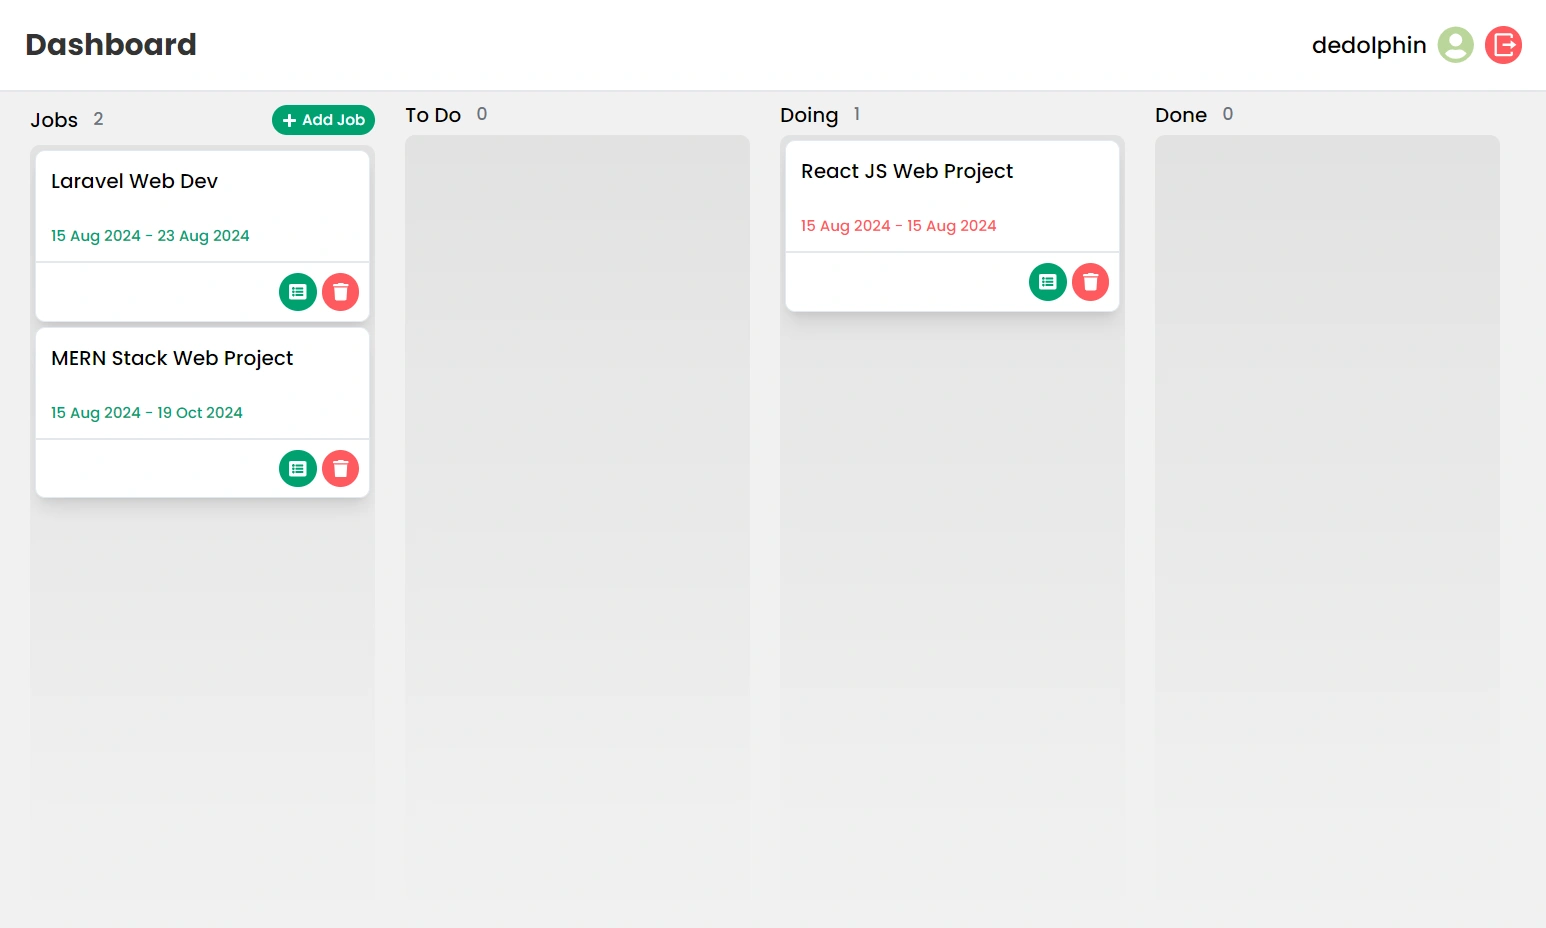 Dashboard
dedolphin
Jobs 2
Add Job
Laravel Web Dev
15 Aug 2024 - 23 Aug 2024
MERN Stack Web Project
15 Aug 2024 - 19 Oct 2024
To Do 0
Doing 1
React JS Web Project
15 Aug 2024 - 15 Aug 2024
Done 0